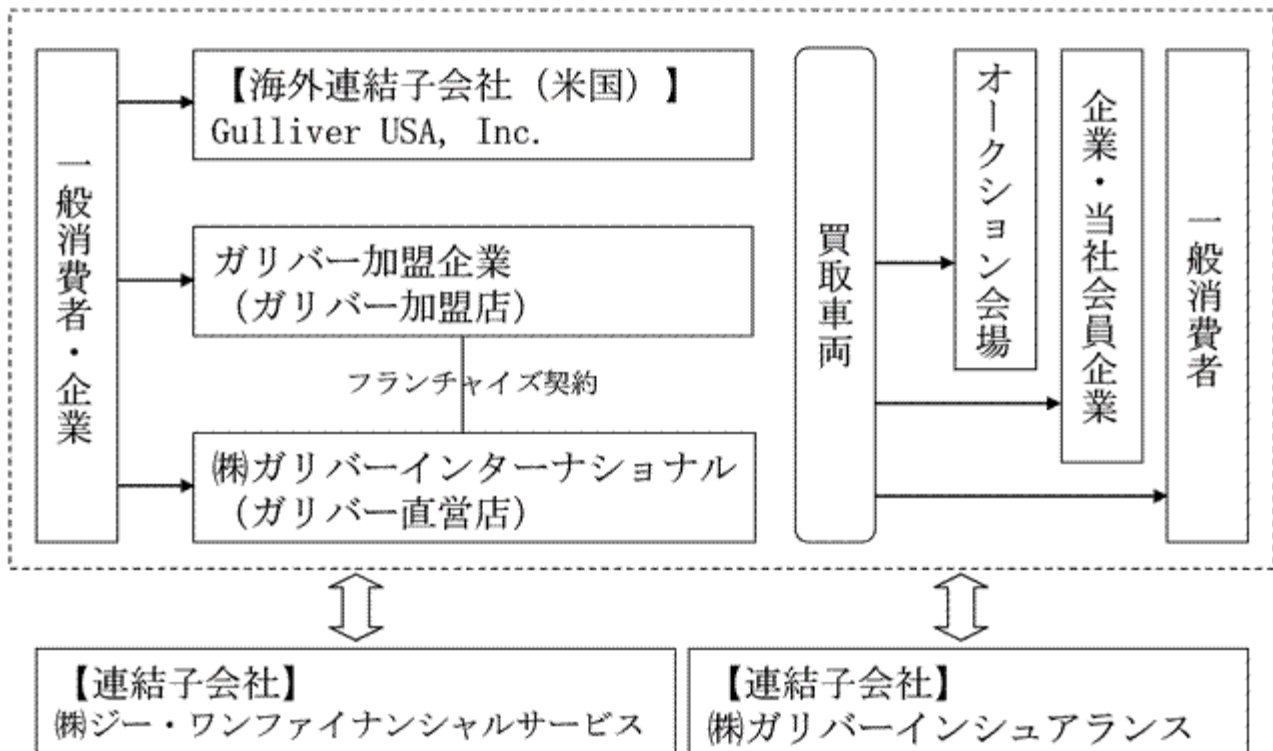 一般消費者・企業
【海外連結子会社（米国）】
Gulliver USA, Inc.
ガリバー加盟企業
（ガリバー加盟店）
フランチャイズ契約
㈱ガリバーインターナショナル
（ガリバー直営店）
買取車両
オークション会場
企業・当社会員企業
一般消費者
【連結子会社】
㈱ジー・ワンファイナンシャルサービス
【連結子会社】
㈱ガリバーインシュアランス